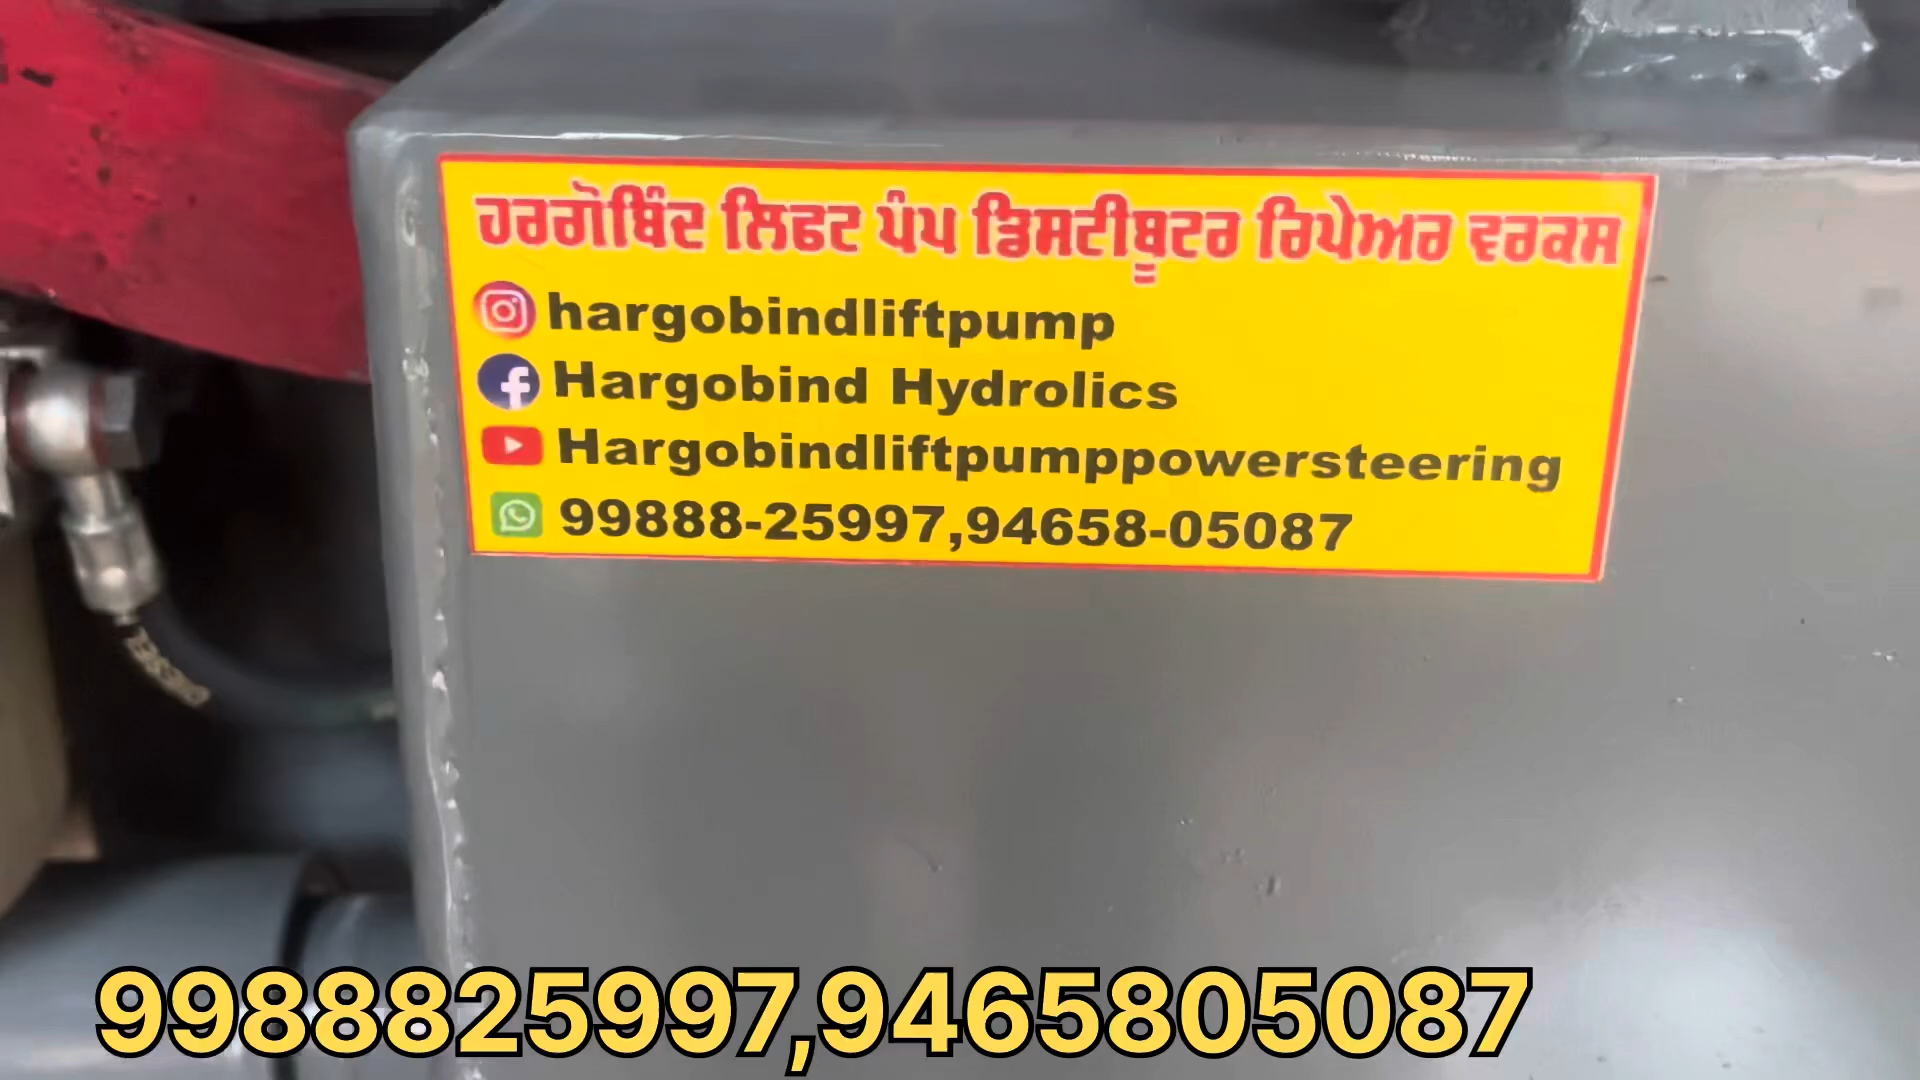 ਹਰਗੋਬਿੰਦ ਲਿਫਟ ਪੰਪ ਡਿਸਟੀਬੂਟਰ ਰਿਪੇਅਰ ਵਰਕਸ
hargobindliftpump
Hargobind Hydrolics
Hargobindliftpumppowersteering
99888-25997,94658-05087
9988825997,9465805087